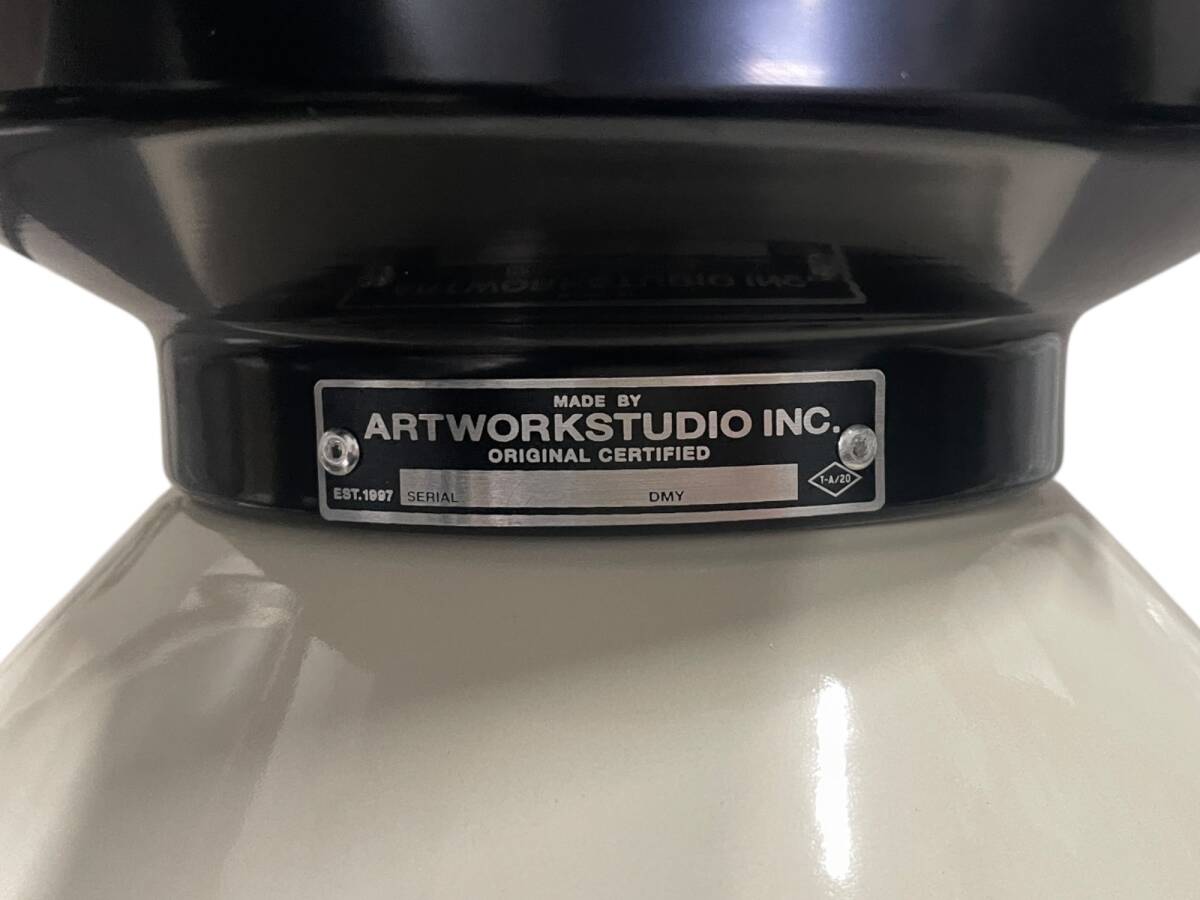 MADE BY
ARTWORKSTUDIO INC.
ORIGINAL CERTIFIED
EST.1997 SERIAL DMY T-A/20